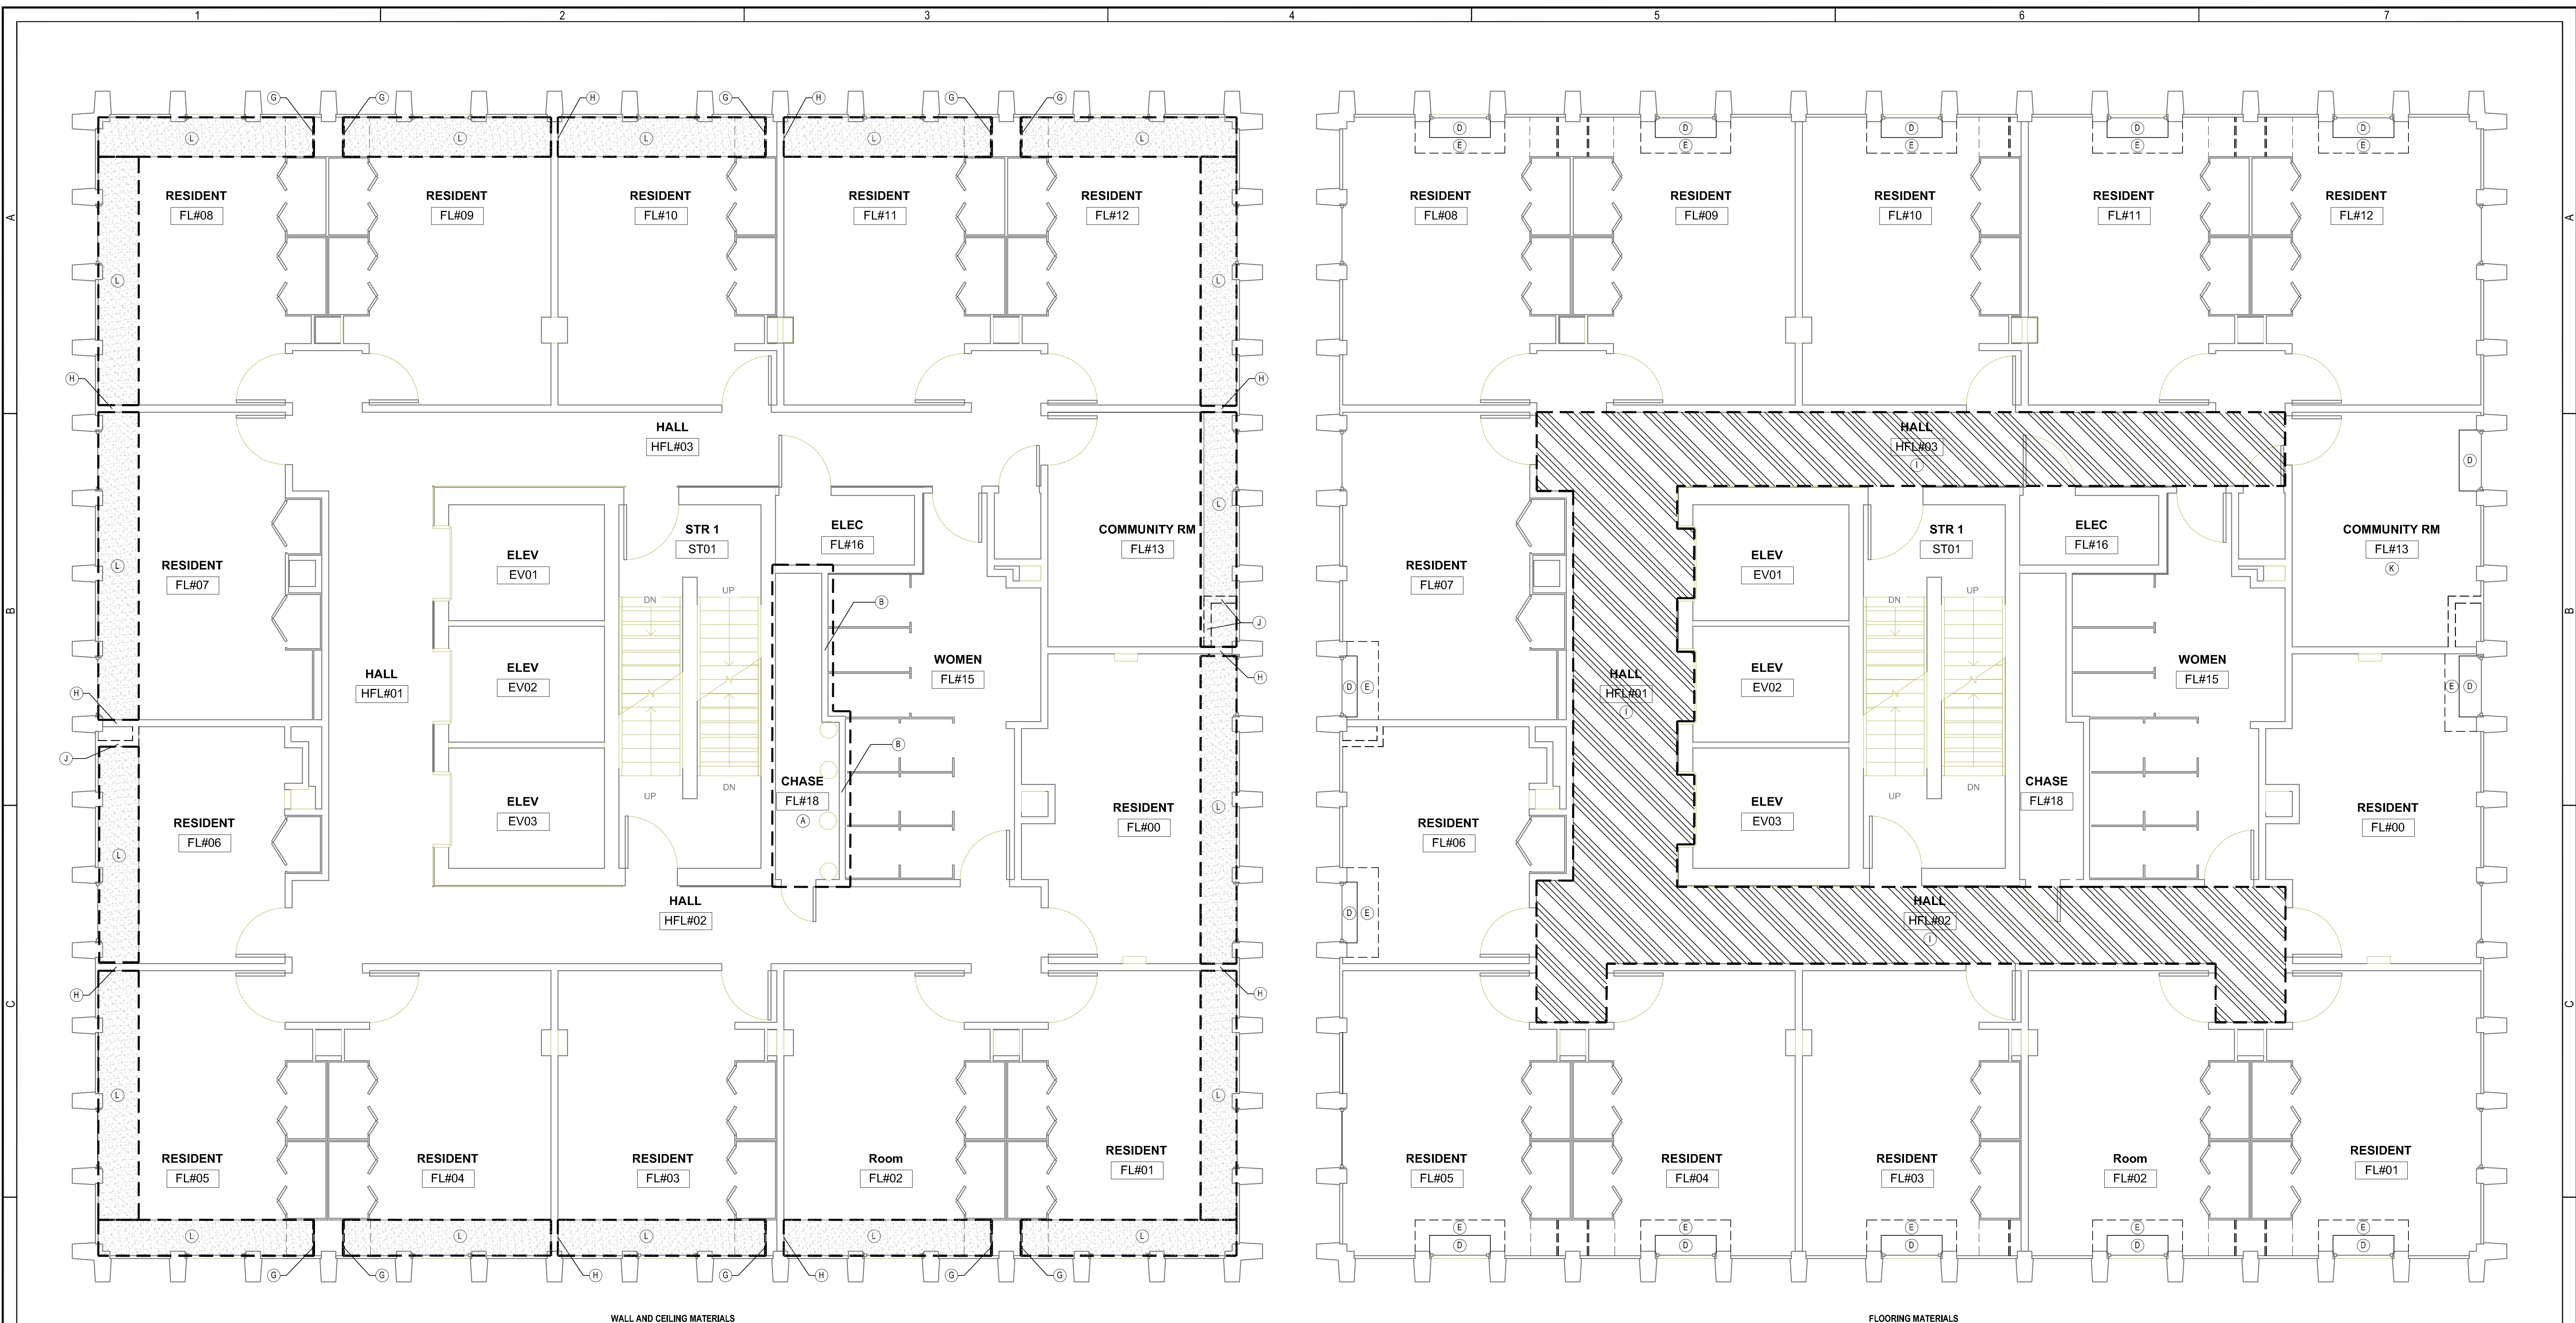 1 2 3 4 5 6 7
A A
B B
C C
G G H G H G G
L L L L L
RESIDENT RESIDENT RESIDENT RESIDENT RESIDENT
FL#08 FL#09 FL#10 FL#11 FL#12
L L
H H
HALL
HFL#03
STR 1
ST01
ELEC
FL#16
COMMUNITY RM
FL#13
L
ELEV
EV01
RESIDENT
FL#07
L
DN UP
B
J
ELEV
EV02
WOMEN
FL#15
HALL
HFL#01
H H
J
B
CHASE
FL#18
A
UP DN
ELEV
EV03
RESIDENT
FL#06
L
RESIDENT
FL#00
L
HALL
HFL#02
H H
L L
RESIDENT RESIDENT RESIDENT Room RESIDENT
FL#05 FL#04 FL#03 FL#02 FL#01
L L L L L
G G H G H G G
WALL AND CEILING MATERIALS
D D D D D
E E E E E
RESIDENT RESIDENT RESIDENT RESIDENT RESIDENT
FL#08 FL#09 FL#10 FL#11 FL#12
HALL
HFL#03
I
D
STR 1
ST01
ELEC
FL#16
COMMUNITY RM
FL#13
K
ELEV
EV01
RESIDENT
FL#07
DN UP
ELEV
EV02
WOMEN
FL#15
HALL
HFL#01
I
D E
E D
CHASE
FL#18
UP DN
ELEV
EV03
RESIDENT
FL#06
RESIDENT
FL#00
D E
HALL
HFL#02
I
RESIDENT RESIDENT RESIDENT Room RESIDENT
FL#05 FL#04 FL#03 FL#02 FL#01
E E E E E
D D D D D
FLOORING MATERIALS